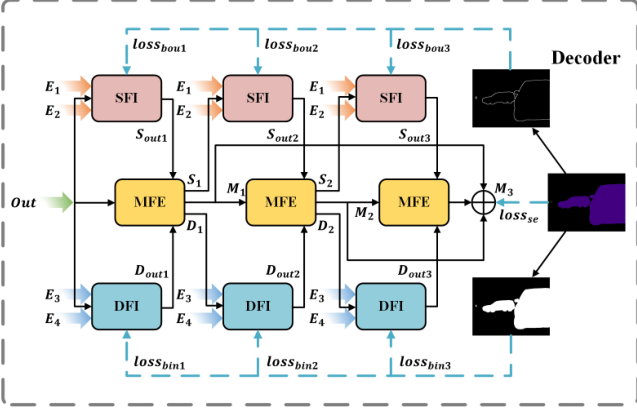 loss_bou1 loss_bou2 loss_bou3
Decoder
E_1 E_1 E_1
SFI SFI SFI
E_2 E_2 E_2
S_out1 S_out2 S_out3
S_1 S_2
Out MFE M_1 MFE M_2 MFE M_3
loss_se
D_1 D_2
D_out1 D_out2 D_out3
E_3 E_3 E_3
DFI DFI DFI
E_4 E_4 E_4
loss_bin1 loss_bin2 loss_bin3